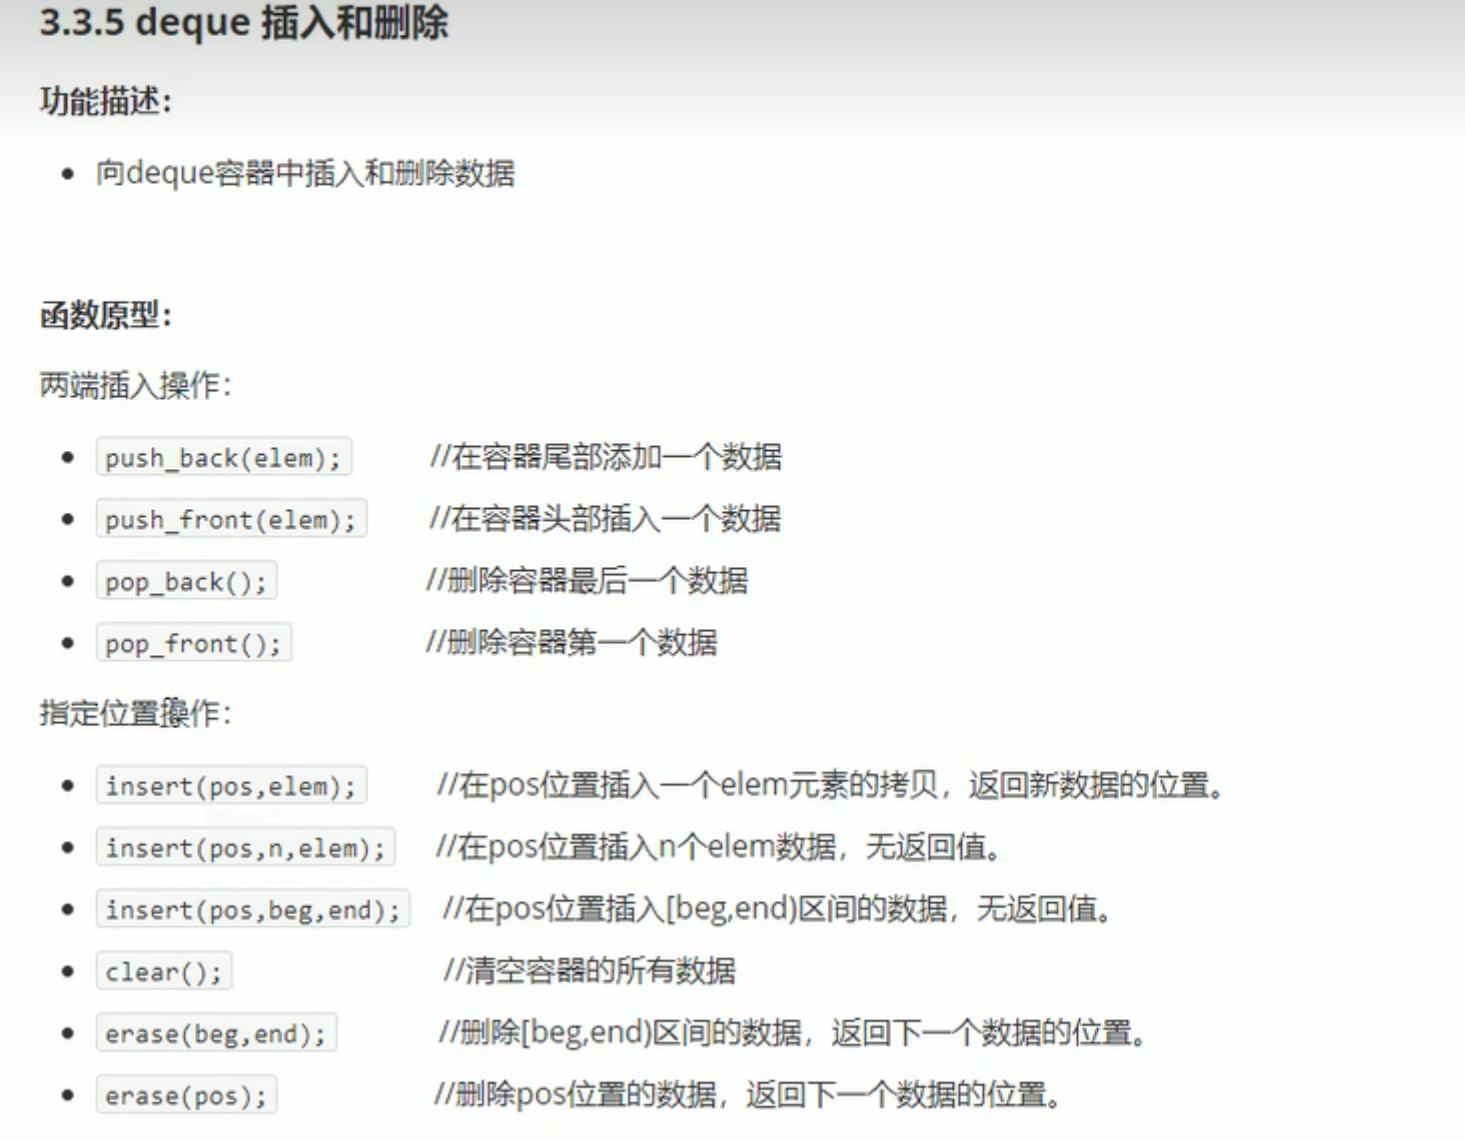 3.3.5 deque 插入和删除
功能描述：
• 向deque容器中插入和删除数据
函数原型：
两端插入操作：
• push_back(elem); //在容器尾部添加一个数据
• push_front(elem); //在容器头部插入一个数据
• pop_back(); //删除容器最后一个数据
• pop_front(); //删除容器第一个数据
指定位置操作：
• insert(pos,elem); //在pos位置插入一个elem元素的拷贝，返回新数据的位置。
• insert(pos,n,elem); //在pos位置插入n个elem数据，无返回值。
• insert(pos,beg,end); //在pos位置插入[beg,end)区间的数据，无返回值。
• clear(); //清空容器的所有数据
• erase(beg,end); //删除[beg,end)区间的数据，返回下一个数据的位置。
• erase(pos); //删除pos位置的数据，返回下一个数据的位置。